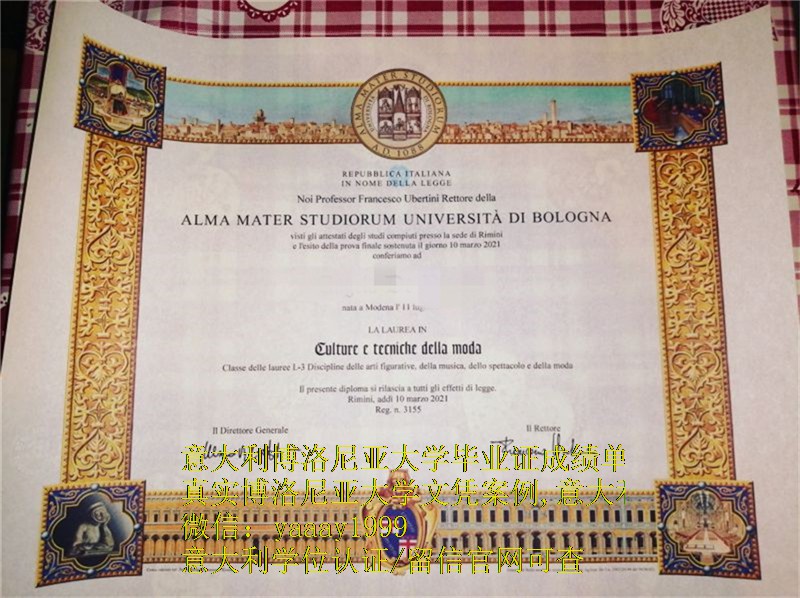 ALMA MATER STUDIORUM
A.D. 1088
REPUBBLICA ITALIANA
IN NOME DELLA LEGGE
Noi Professor Francesco Ubertini Rettore della
ALMA MATER STUDIORUM UNIVERSITÀ DI BOLOGNA
visti gli attestati degli studi compiuti presso la sede di Rimini
e l'esito della prova finale sostenuta il giorno 10 marzo 2021
conferiamo ad
nata a Modena l' 11
LA LAUREA IN
Culture e tecniche della moda
Classe delle lauree L-3 Discipline delle arti figurative, della musica, dello spettacolo e della moda
Il presente diploma si rilascia a tutti gli effetti di legge.
Rimini, addì 10 marzo 2021
Reg. n. 3155
Il Direttore Generale
Il Rettore
意大利博洛尼亚大学毕业证成绩单
真实博洛尼亚大学文凭案例,意大
微信: yaaay1999
意大利学位认证/留信官网可查